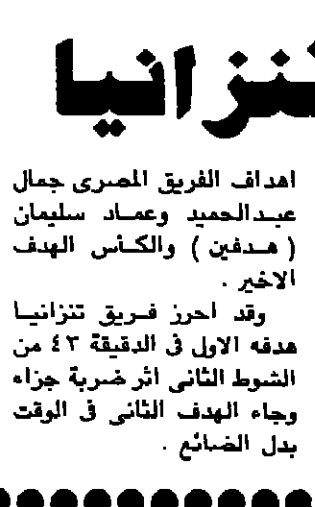 تنزانيا
اهداف الفريق المصرى جمال
عبدالحميد وعماد سليمان
( هدفين ) والكأس الهدف
الاخير .
وقد احرز فريق تنزانيا
هدفه الاول فى الدقيقة ٤٣ من
الشوط الثانى اثر ضربة جزاء
وجاء الهدف الثانى فى الوقت
بدل الضائع .